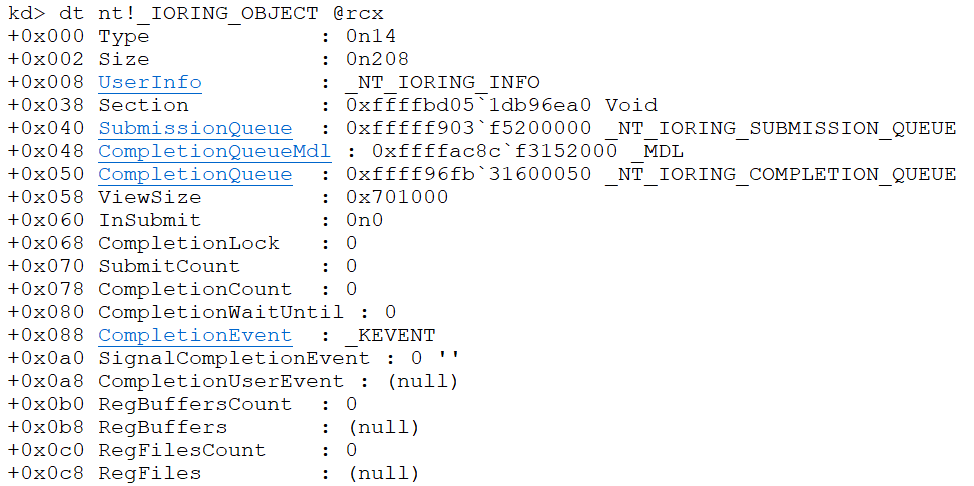 kd> dt nt!_IORING_OBJECT @rcx
+0x000 Type : 0n14
+0x002 Size : 0n208
+0x008 UserInfo : _NT_IORING_INFO
+0x038 Section : 0xffffbd05`1db96ea0 Void
+0x040 SubmissionQueue : 0xfffff903`f5200000 _NT_IORING_SUBMISSION_QUEUE
+0x048 CompletionQueueMdl : 0xffffac8c`f3152000 _MDL
+0x050 CompletionQueue : 0xffff96fb`31600050 _NT_IORING_COMPLETION_QUEUE
+0x058 ViewSize : 0x701000
+0x060 InSubmit : 0n0
+0x068 CompletionLock : 0
+0x070 SubmitCount : 0
+0x078 CompletionCount : 0
+0x080 CompletionWaitUntil : 0
+0x088 CompletionEvent : _KEVENT
+0x0a0 SignalCompletionEvent : 0 ''
+0x0a8 CompletionUserEvent : (null)
+0x0b0 RegBuffersCount : 0
+0x0b8 RegBuffers : (null)
+0x0c0 RegFilesCount : 0
+0x0c8 RegFiles : (null)